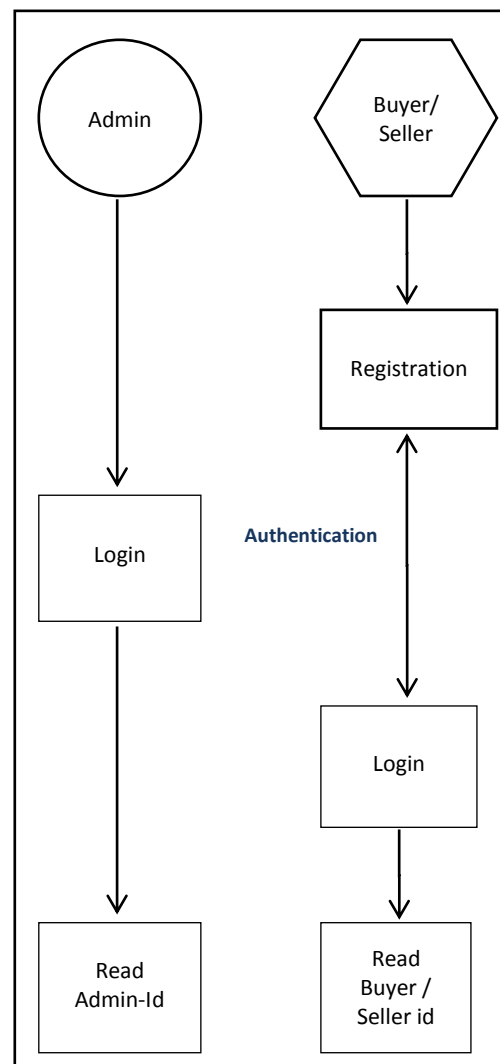 Admin
Buyer/
Seller
Registration
Login
Authentication
Login
Read
Admin-Id
Read
Buyer /
Seller id